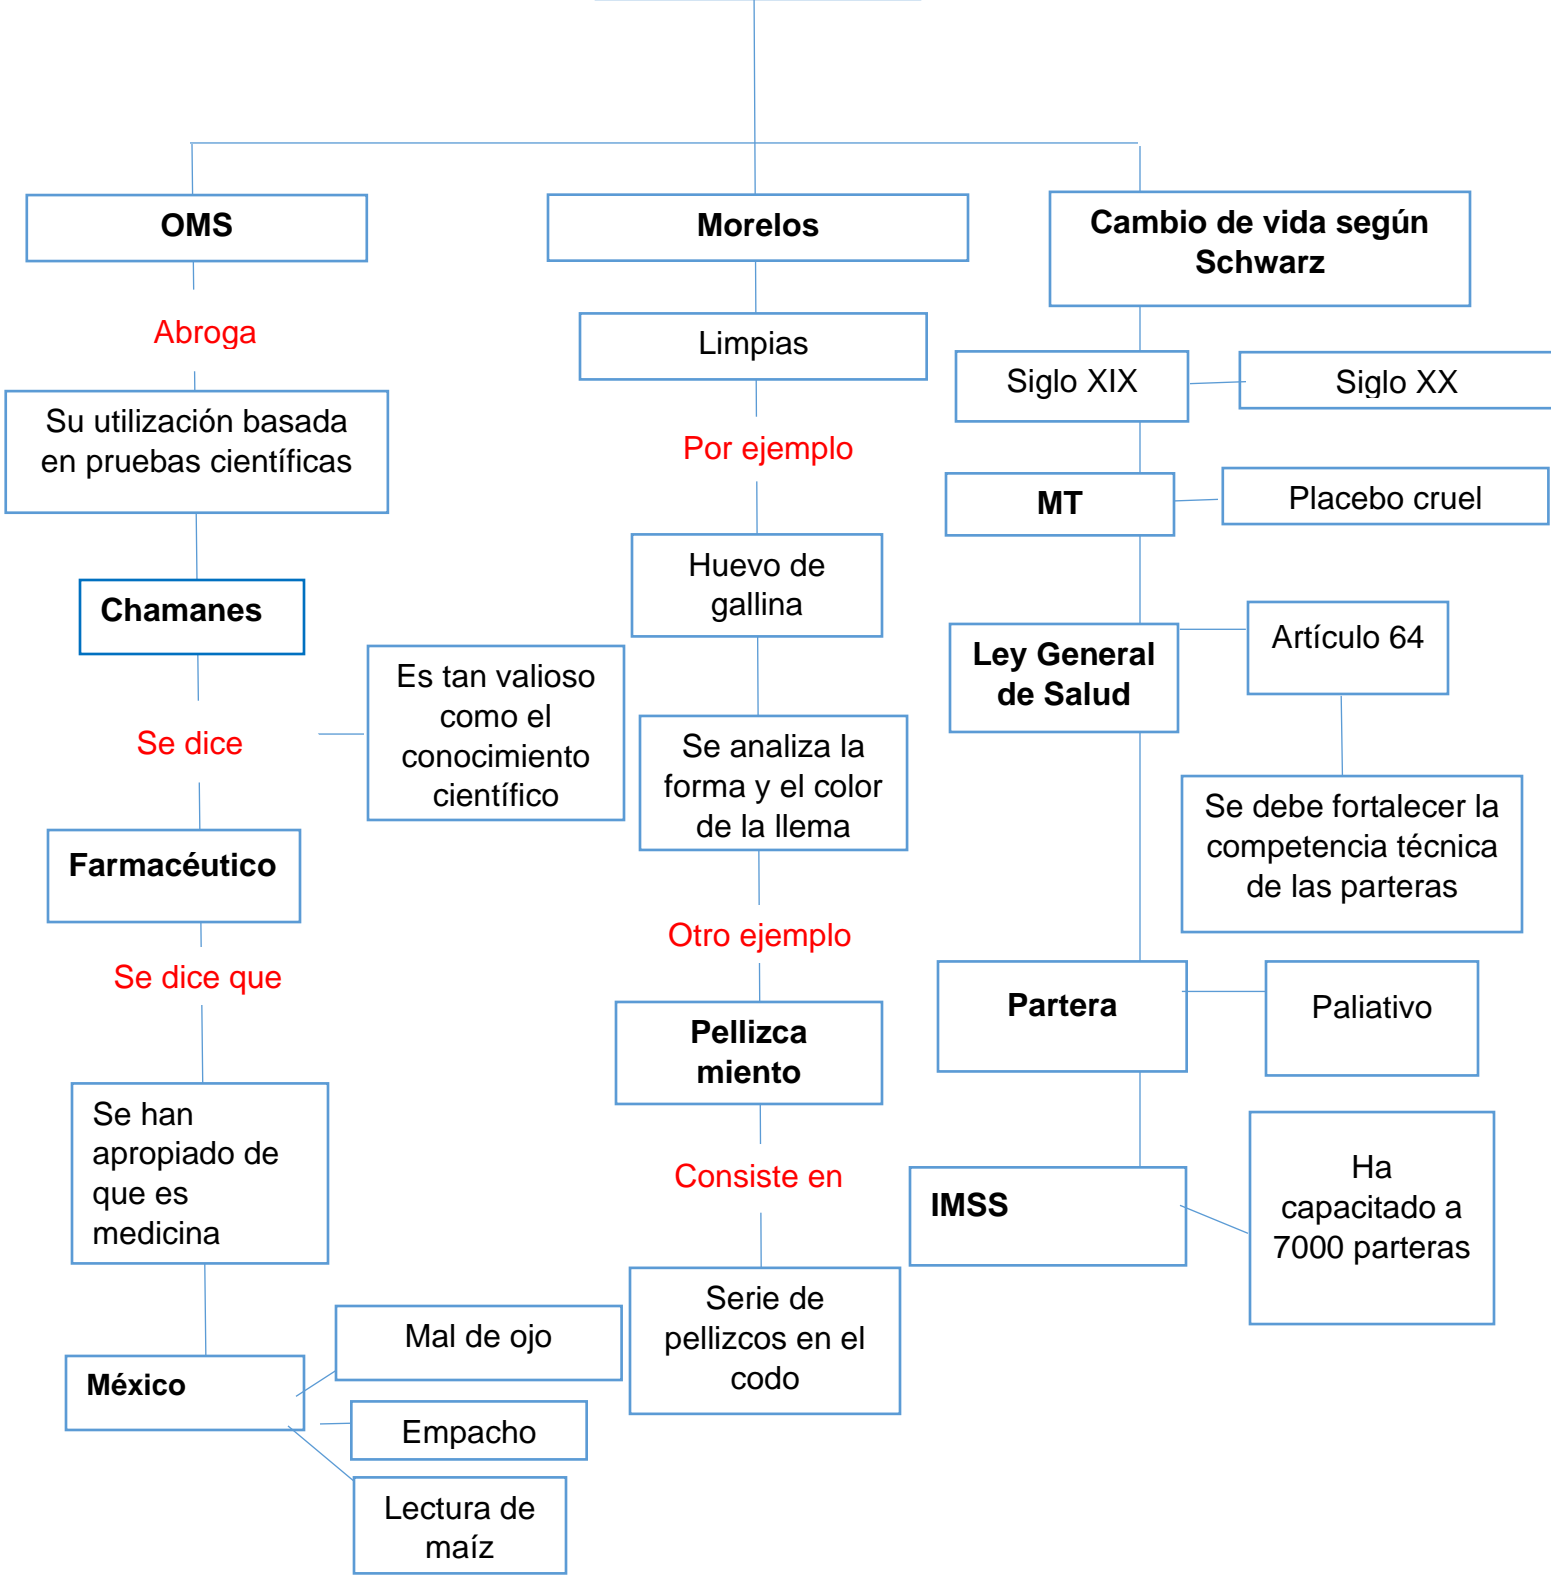 OMS
Abroga
Su utilización basada
en pruebas científicas
Chamanes
Se dice
Es tan valioso
como el
conocimiento
científico
Farmacéutico
Se dice que
Se han
apropiado de
que es
medicina
México
Mal de ojo
Empacho
Lectura de
maíz
Morelos
Limpias
Por ejemplo
Huevo de
gallina
Se analiza la
forma y el color
de la llema
Otro ejemplo
Pellizca
miento
Consiste en
Serie de
pellizcos en el
codo
Cambio de vida según
Schwarz
Siglo XIX
Siglo XX
MT
Placebo cruel
Ley General
de Salud
Artículo 64
Se debe fortalecer la
competencia técnica
de las parteras
Partera
Paliativo
IMSS
Ha
capacitado a
7000 parteras